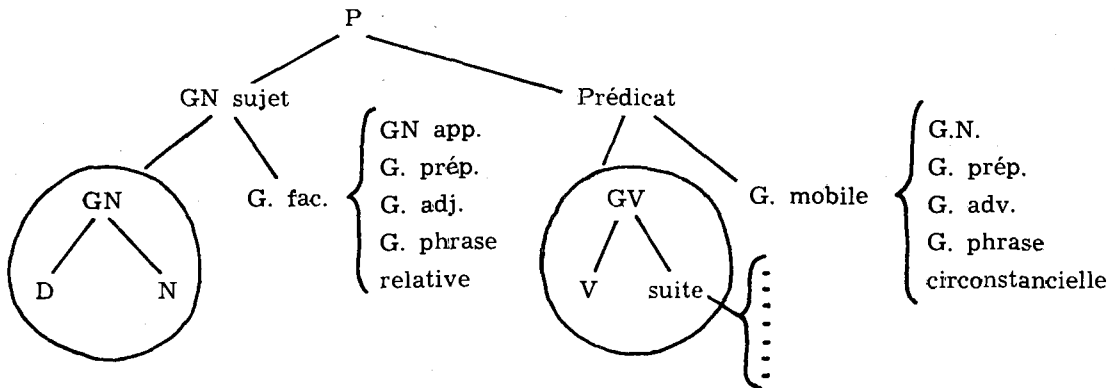 P
GN sujet
Prédicat
GN
D N
G. fac.
GN app.
G. prép.
G. adj.
G. phrase
relative
GV
V suite
G. mobile
G.N.
G. prép.
G. adv.
G. phrase
circonstancielle